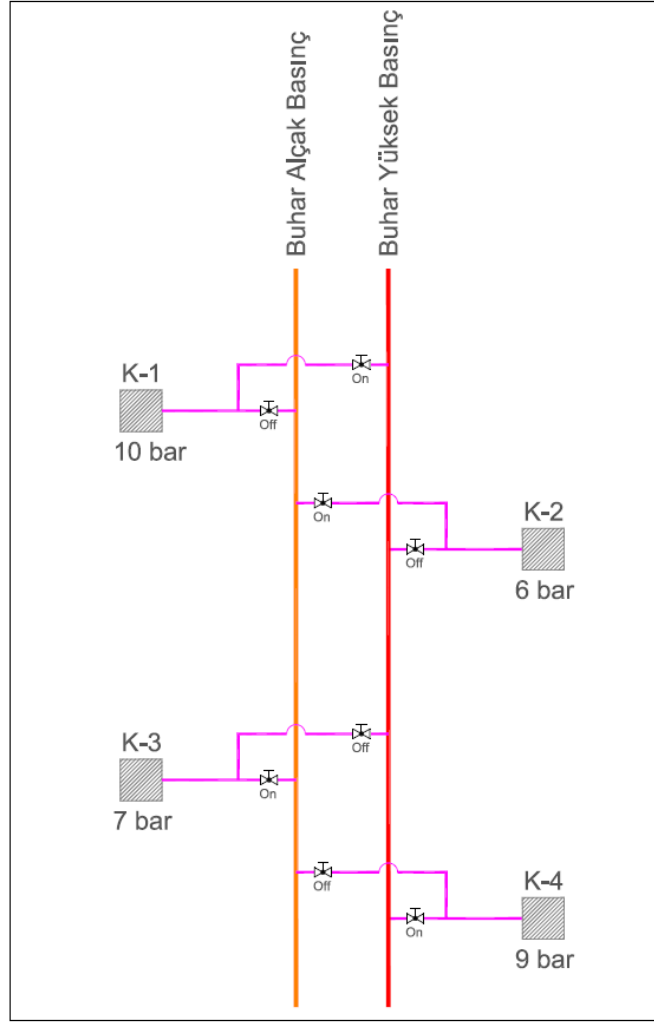 Buhar Alçak Basınç
Buhar Yüksek Basınç
On
K-1
Off
10 bar
On
K-2
Off
6 bar
Off
K-3
On
7 bar
Off
K-4
On
9 bar